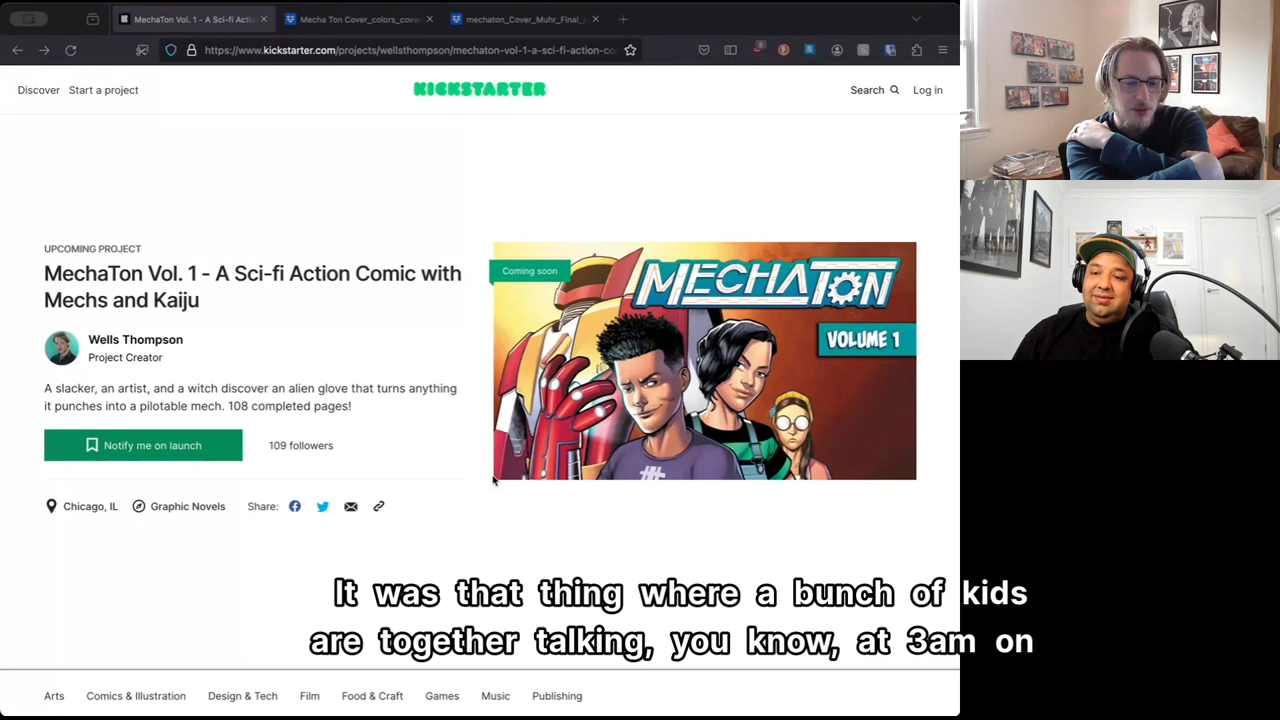 MechaTon Vol. 1 - A Sci-fi Actio
Mecha Ton Cover_colors_cove
mechaton_Cover_Muhr_Final_
https://www.kickstarter.com/projects/wellsthompson/mechaton-vol-1-a-sci-fi-action-co
Discover Start a project
KICKSTARTER
Search Log in
UPCOMING PROJECT
MechaTon Vol. 1 - A Sci-fi Action Comic with
Mechs and Kaiju
Wells Thompson
Project Creator
A slacker, an artist, and a witch discover an alien glove that turns anything
it punches into a pilotable mech. 108 completed pages!
Notify me on launch
109 followers
Chicago, IL Graphic Novels Share:
Coming soon
MECHATON
VOLUME 1
It was that thing where a bunch of kids
are together talking, you know, at 3am on
Arts Comics & Illustration Design & Tech Film Food & Craft Games Music Publishing